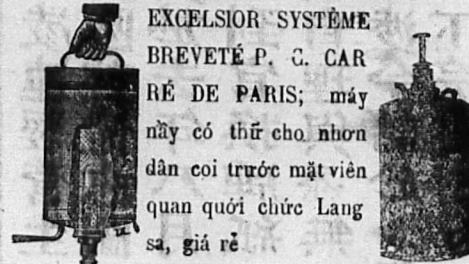 EXCELSIOR SYSTÈME
BREVETÉ P. G. CAR
RÉ DE PARIS; máy
nầy có thử cho nhơn
dân coi trước mặt viên
quan quới chức Lang
sa, giá rẻ